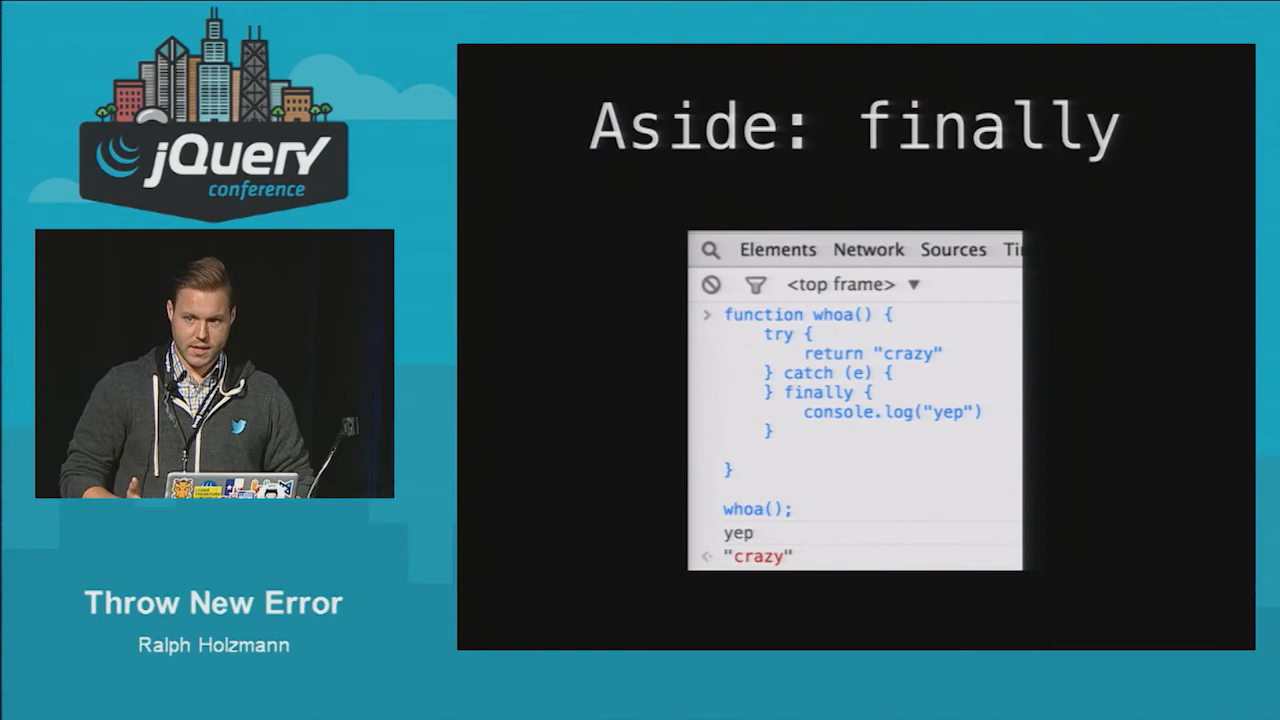 jQuery
conference
Throw New Error
Ralph Holzmann
Aside: finally
Elements Network Sources
<top frame> ▼
> function whoa() {
try {
return "crazy"
} catch (e) {
} finally {
console.log("yep")
}
}
whoa();
yep
"crazy"